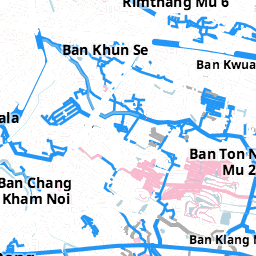 Rimthang Mu 6
Ban Khun Se
Ban Kwua
ala
Ban Ton N
Mu 2
Ban Chang
Kham Noi
Ban Klang M